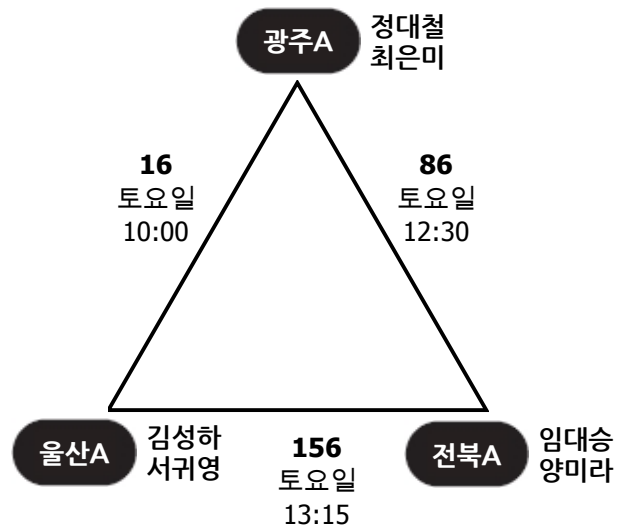 광주A
정대철
최은미
16
토요일
10:00
86
토요일
12:30
울산A
김성하
서귀영
156
토요일
13:15
전북A
임대승
양미라